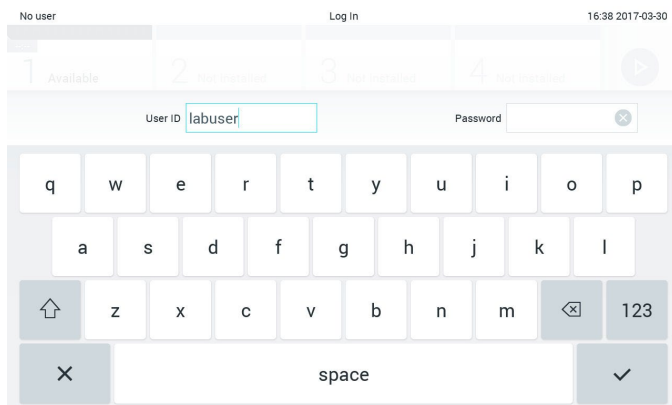 No user Log In 16:38 2017-03-30
1 Available 2 Not installed 3 Not installed 4 Not installed
User ID labuser Password
q w e r t y u i o p
a s d f g h j k l
z x c v b n m 123
space